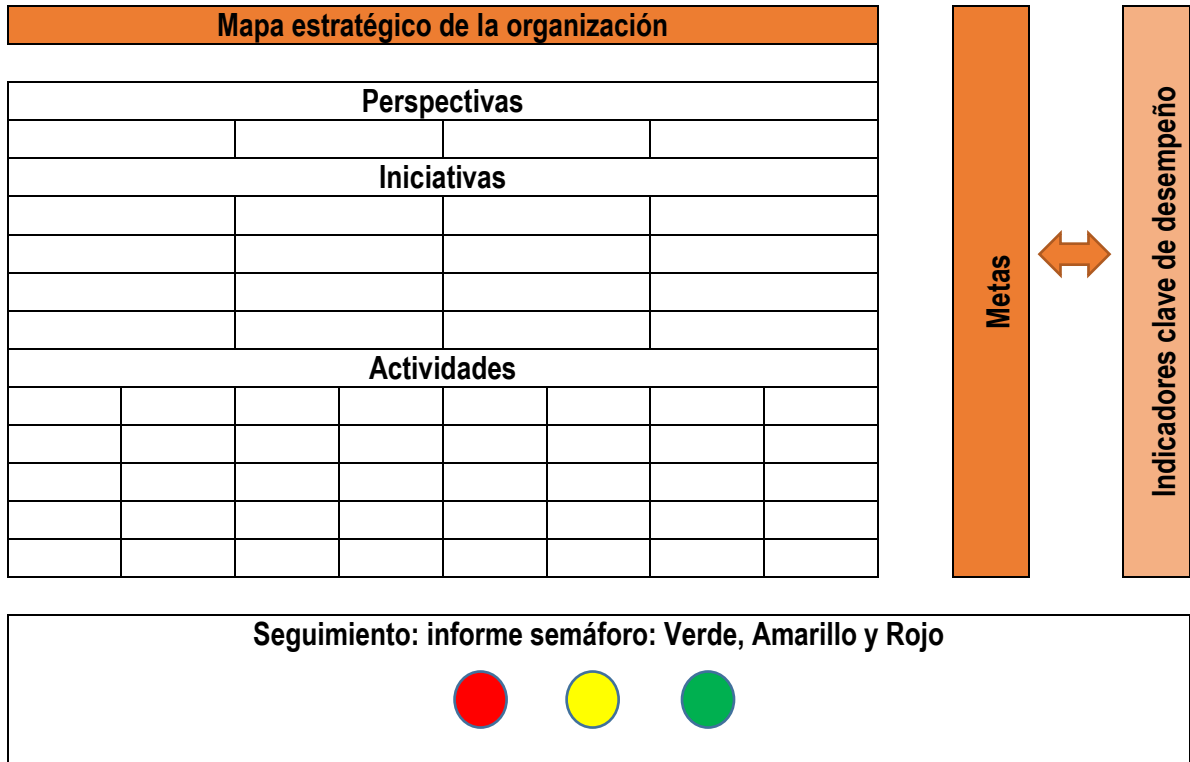 Mapa estratégico de la organización
Perspectivas
Iniciativas
Actividades
Metas
Indicadores clave de desempeño
Seguimiento: informe semáforo: Verde, Amarillo y Rojo